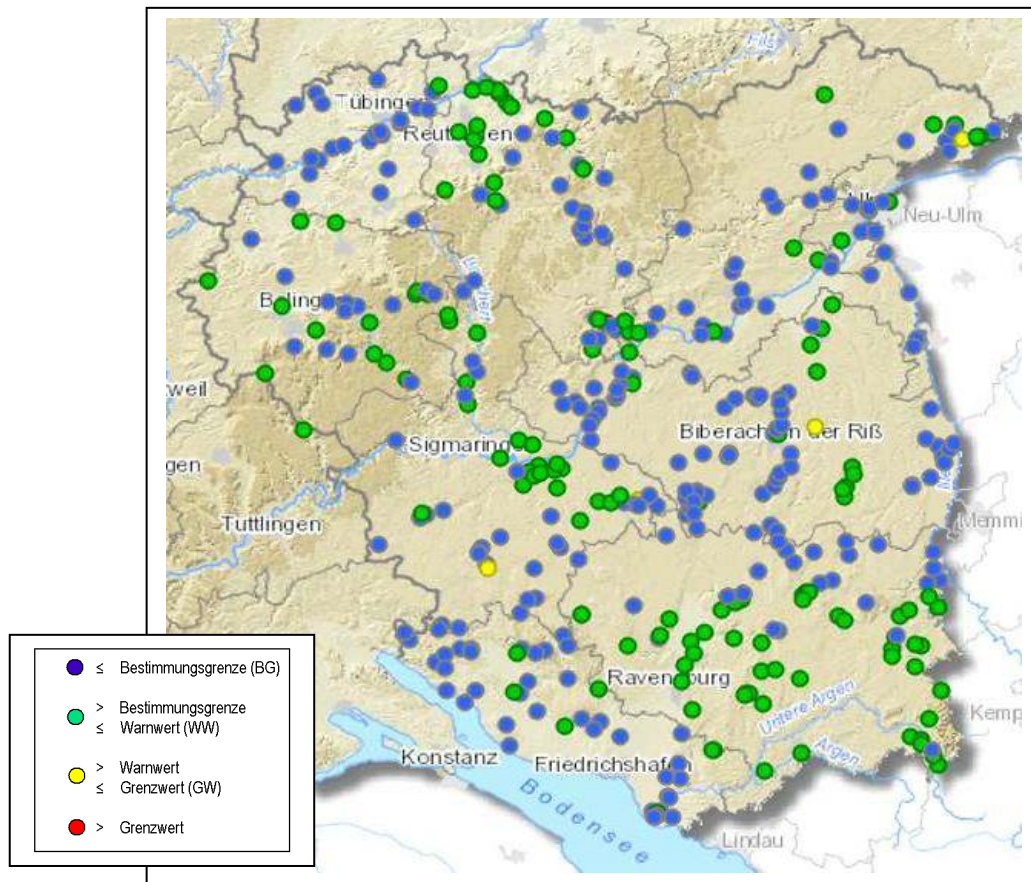 Fils
Tübingen
Reutlingen
Neu-Ulm
Balingen
weil
Sigmaringen
Biberach an der Riß
gen
Tuttlingen
Memmi
≤ Bestimmungsgrenze (BG)
> Bestimmungsgrenze
≤ Warnwert (WW)
> Warnwert
≤ Grenzwert (GW)
> Grenzwert
Ravensburg
Untere Argen
Kemp
Argen
Konstanz
Friedrichshafen
Bodensee
Lindau